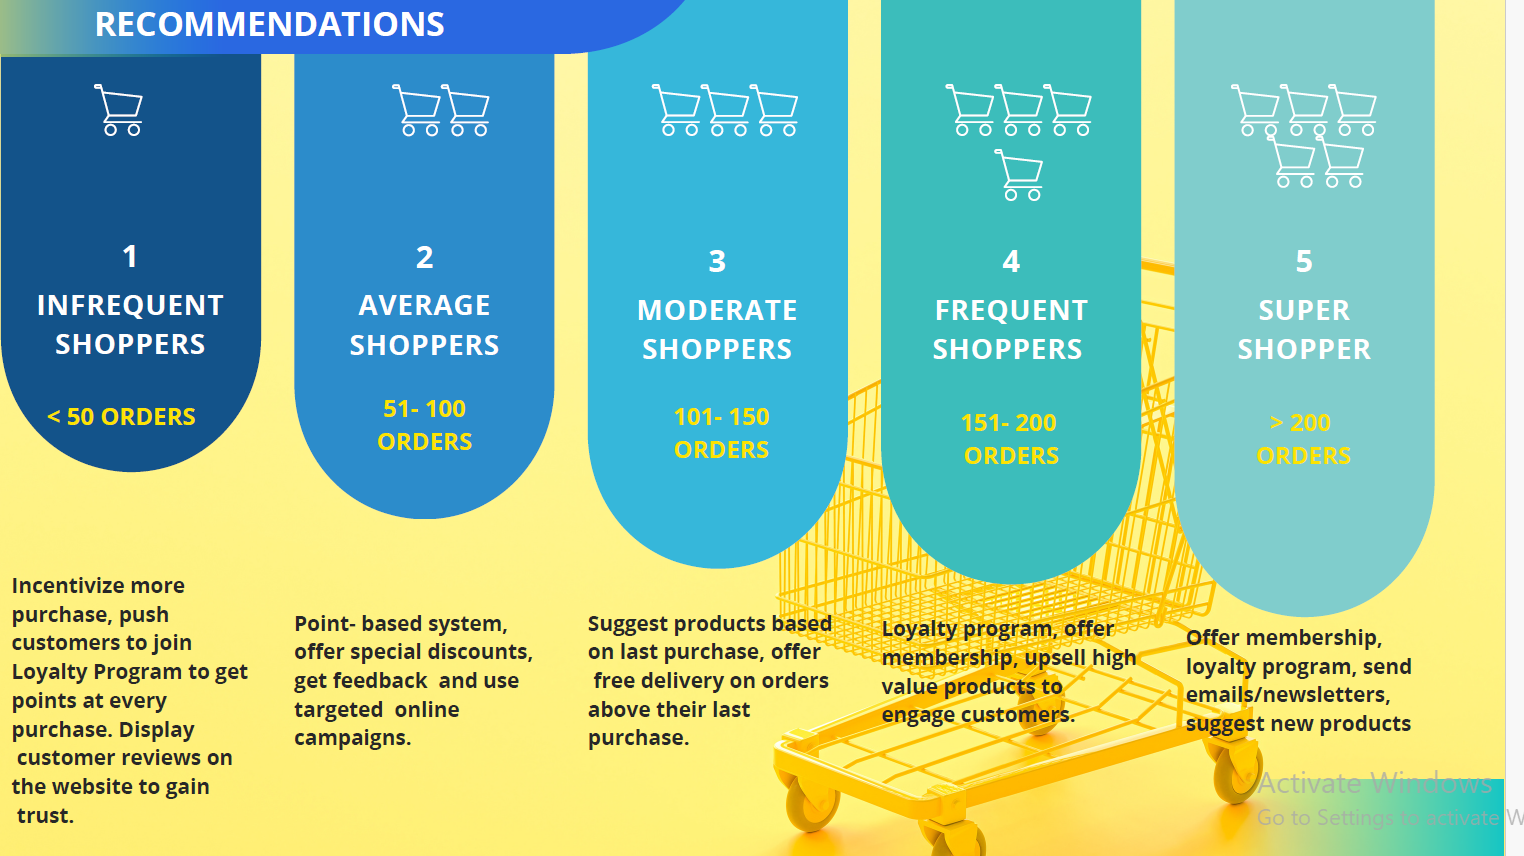 RECOMMENDATIONS
1
INFREQUENT
SHOPPERS
< 50 ORDERS
Incentivize more
purchase, push
customers to join
Loyalty Program to get
points at every
purchase. Display
customer reviews on
the website to gain
trust.
2
AVERAGE
SHOPPERS
51- 100
ORDERS
Point- based system,
offer special discounts,
get feedback and use
targeted online
campaigns.
3
MODERATE
SHOPPERS
101- 150
ORDERS
Suggest products based
on last purchase, offer
free delivery on orders
above their last
purchase.
4
FREQUENT
SHOPPERS
151- 200
ORDERS
Loyalty program, offer
membership, upsell high
value products to
engage customers.
5
SUPER
SHOPPER
> 200
ORDERS
Offer membership,
loyalty program, send
emails/newsletters,
suggest new products
Activate Windows
Go to Settings to activate W